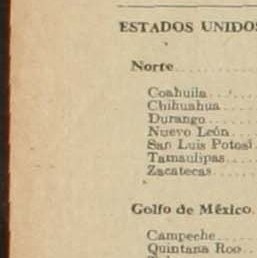 ESTADOS UNIDOS
Norte
Coahuila
Chihuahua
Durango
Nuevo León
San Luis Potosí
Tamaulipas
Zacatecas
Golfo de México
Campeche
Quintana Roo